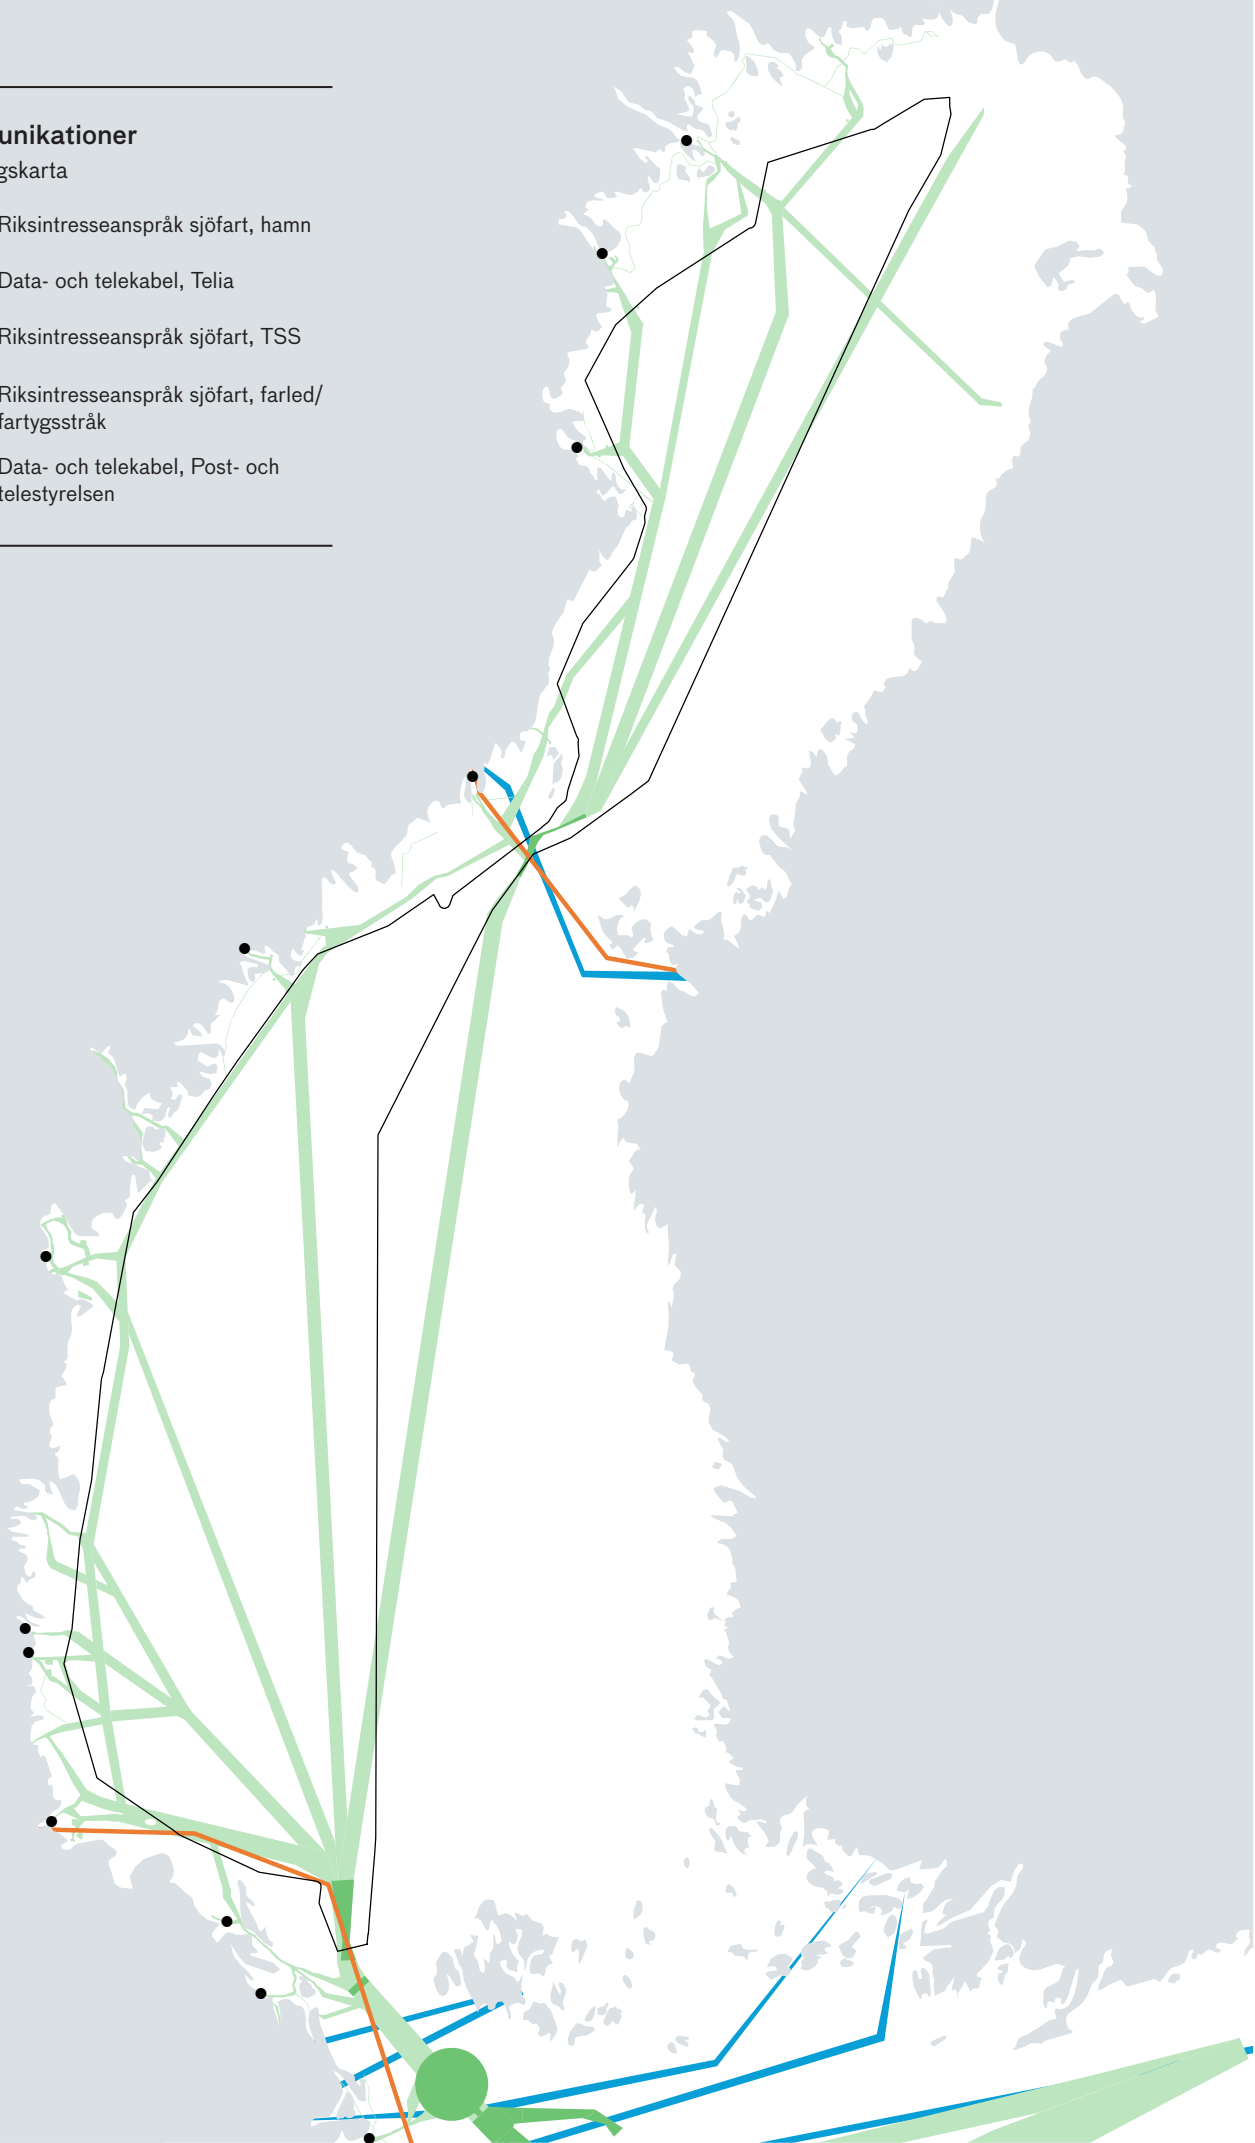 unikationer
gskarta
Riksintresseanspråk sjöfart, hamn
Data- och telekabel, Telia
Riksintresseanspråk sjöfart, TSS
Riksintresseanspråk sjöfart, farled/
fartygsstråk
Data- och telekabel, Post- och
telestyrelsen